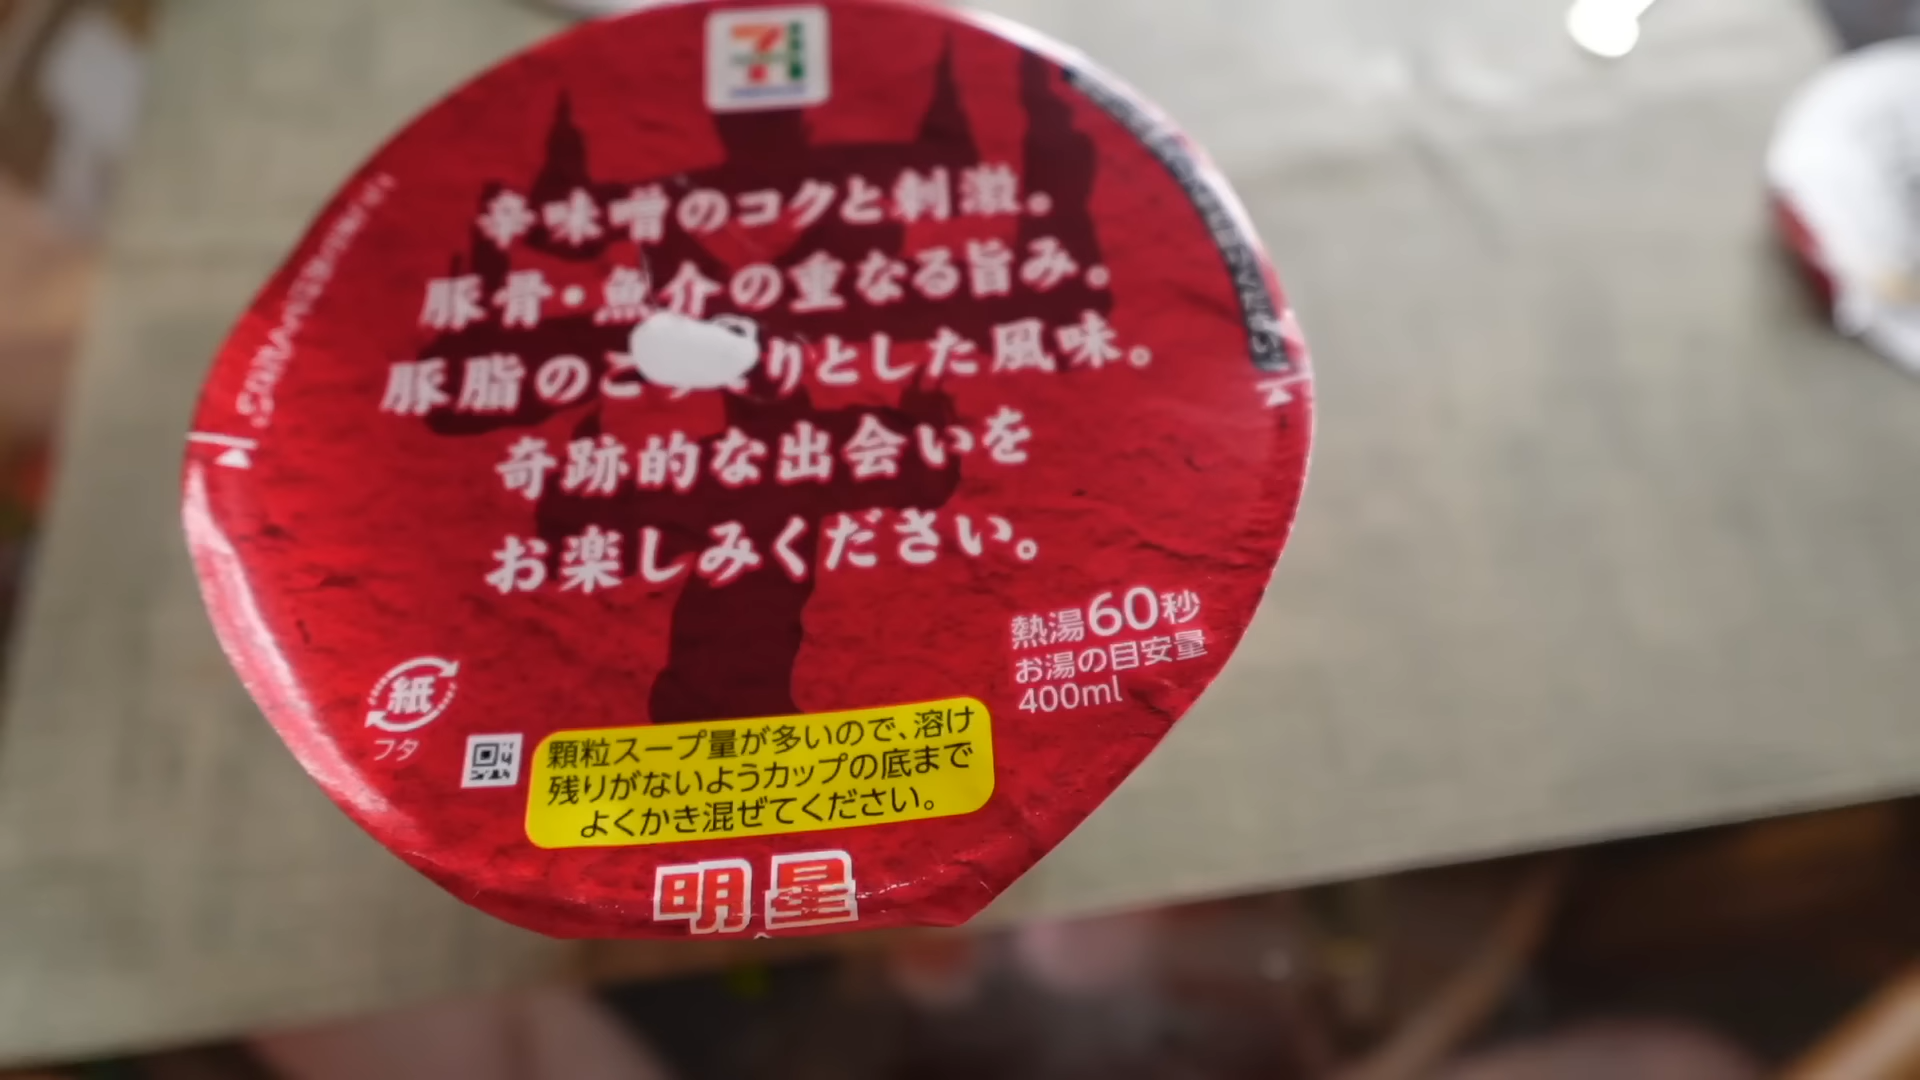 辛味噌のコクと刺激。
豚骨・魚介の重なる旨み。
豚脂のこ りとした風味。
奇跡的な出会いを
お楽しみください。
熱湯60秒
お湯の目安量
400ml
紙
フタ
顆粒スープ量が多いので、溶け
残りがないようカップの底まで
よくかき混ぜてください。
明星